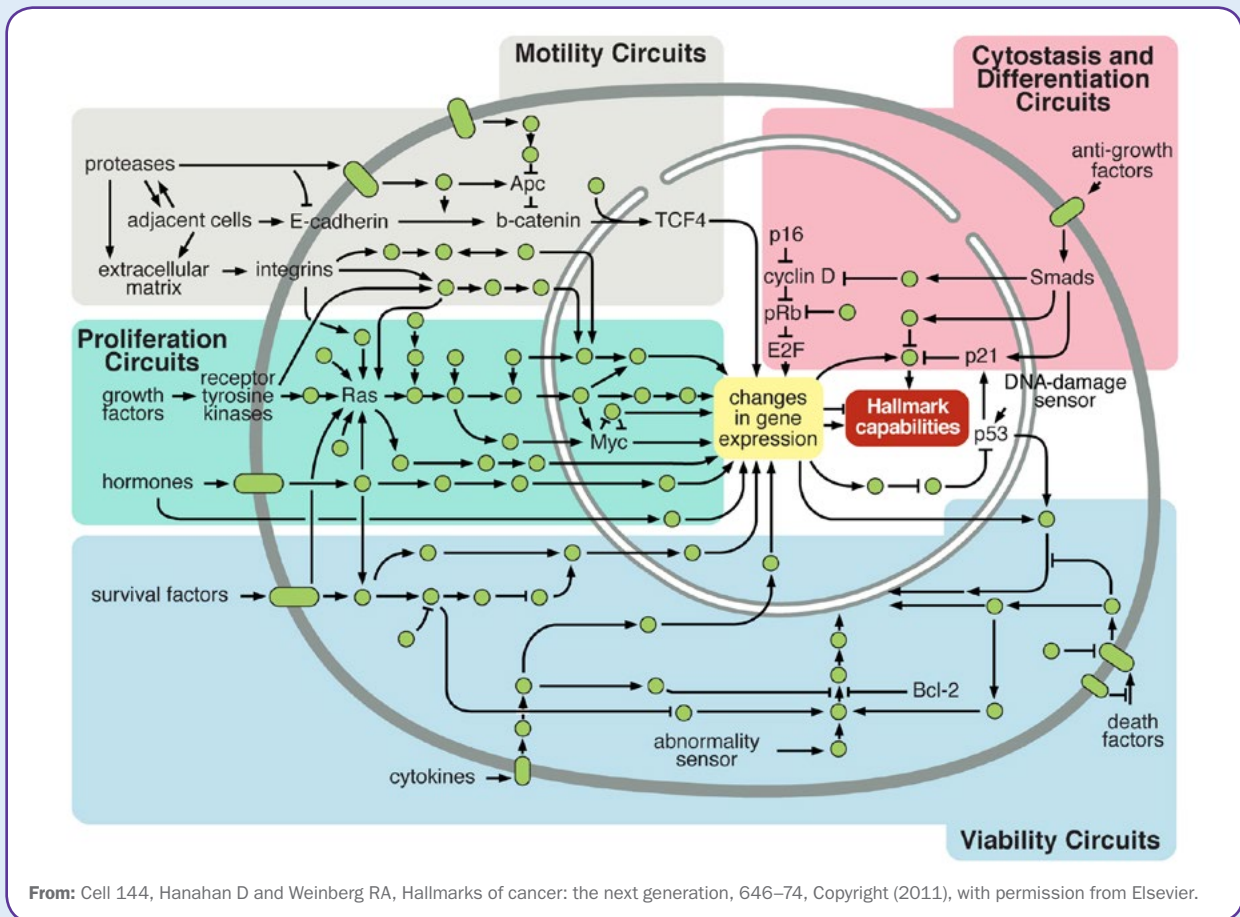 Motility Circuits
Cytostasis and
Differentiation
Circuits
proteases
adjacent cells
E-cadherin
extracellular
matrix
integrins
Apc
b-catenin
TCF4
anti-growth
factors
p16
cyclin D
pRb
E2F
Smads
p21
DNA-damage
sensor
p53
Proliferation
Circuits
growth
factors
receptor
tyrosine
kinases
Ras
Myc
hormones
changes
in gene
expression
Hallmark
capabilities
survival factors
cytokines
abnormality
sensor
Bcl-2
death
factors
Viability Circuits
From: Cell 144, Hanahan D and Weinberg RA, Hallmarks of cancer: the next generation, 646–74, Copyright (2011), with permission from Elsevier.